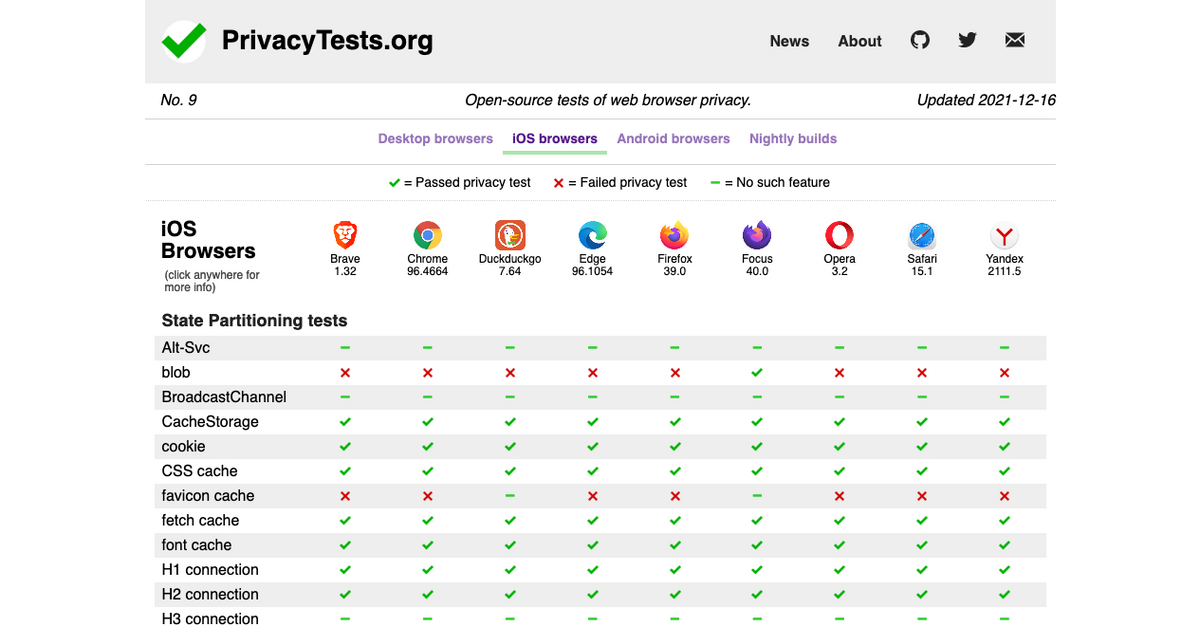 PrivacyTests.org
News About
No. 9 Open-source tests of web browser privacy. Updated 2021-12-16
Desktop browsers iOS browsers Android browsers Nightly builds
= Passed privacy test = Failed privacy test = No such feature
iOS
Browsers
(click anywhere for
more info)
Brave Chrome Duckduckgo Edge Firefox Focus Opera Safari Yandex
1.32 96.4664 7.64 96.1054 39.0 40.0 3.2 15.1 2111.5
State Partitioning tests
Alt-Svc
blob
BroadcastChannel
CacheStorage
cookie
CSS cache
favicon cache
fetch cache
font cache
H1 connection
H2 connection
H3 connection